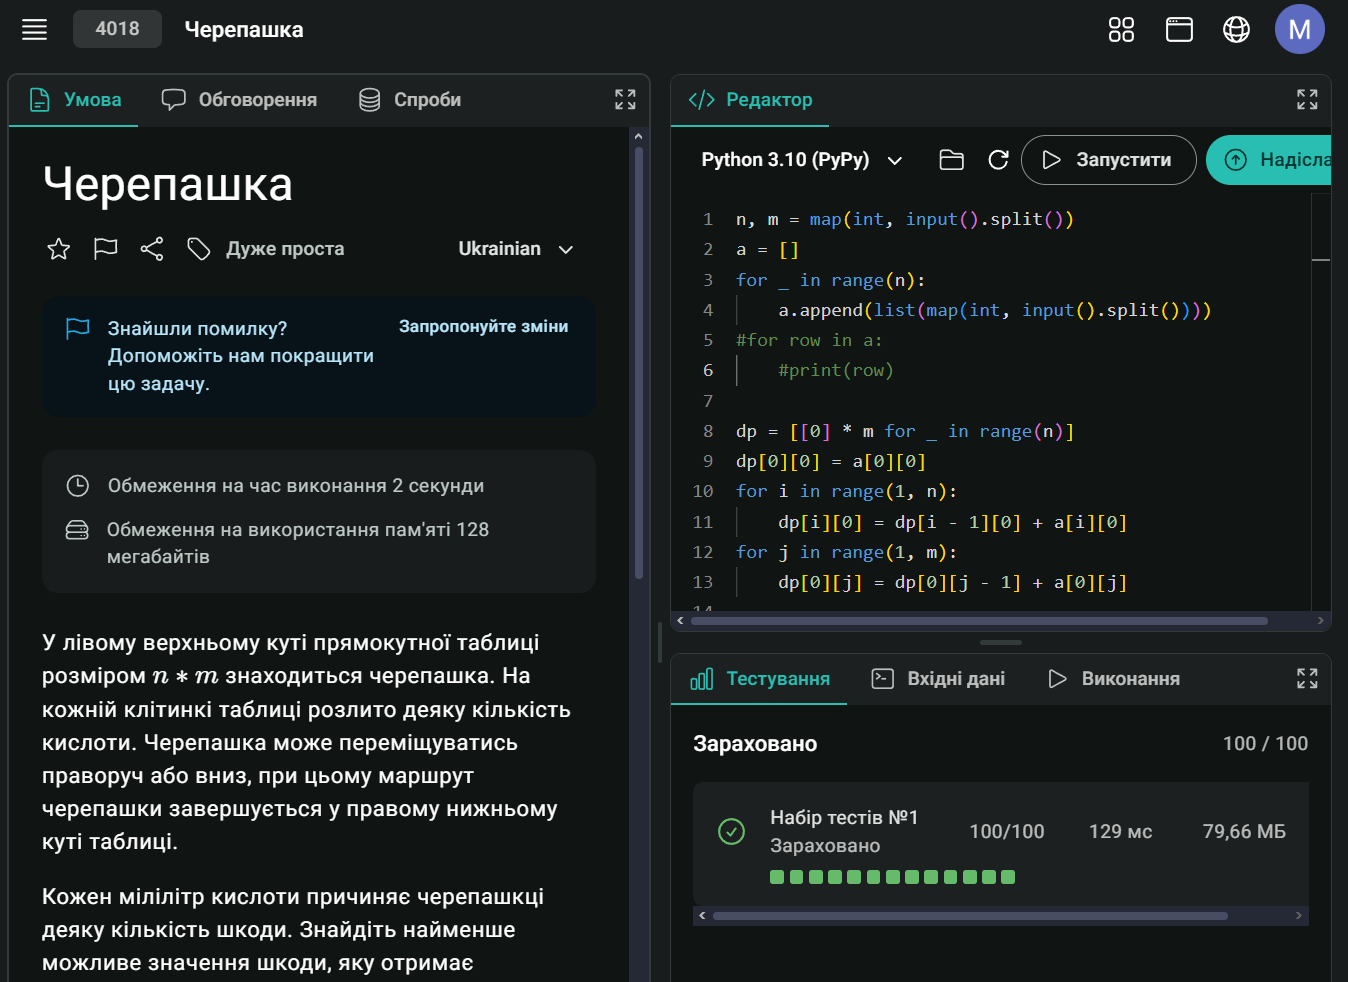 4018 Черепашка
M
Умова Обговорення Спроби
Черепашка
Дуже проста Ukrainian
Знайшли помилку? Запропонуйте зміни
Допоможіть нам покращити
цю задачу.
Обмеження на час виконання 2 секунди
Обмеження на використання пам'яті 128
мегабайтів
У лівому верхньому куті прямокутної таблиці
розміром n ∗ m знаходиться черепашка. На
кожній клітинці таблиці розлито деяку кількість
кислоти. Черепашка може переміщуватись
праворуч або вниз, при цьому маршрут
черепашки завершується у правому нижньому
куті таблиці.
Кожен мілілітр кислоти причиняє черепашкці
деяку кількість шкоди. Знайдіть найменше
можливе значення шкоди, яку отримає
</> Редактор
Python 3.10 (PyPy) Запустити Надісла
1 n, m = map(int, input().split())
2 a = []
3 for _ in range(n):
4     a.append(list(map(int, input().split())))
5 #for row in a:
6     #print(row)
7
8 dp = [[0] * m for _ in range(n)]
9 dp[0][0] = a[0][0]
10 for i in range(1, n):
11     dp[i][0] = dp[i - 1][0] + a[i][0]
12 for j in range(1, m):
13     dp[0][j] = dp[0][j - 1] + a[0][j]
14
Тестування Вхідні дані Виконання
Зараховано 100 / 100
Набір тестів №1 100/100 129 мс 79,66 МБ
Зараховано